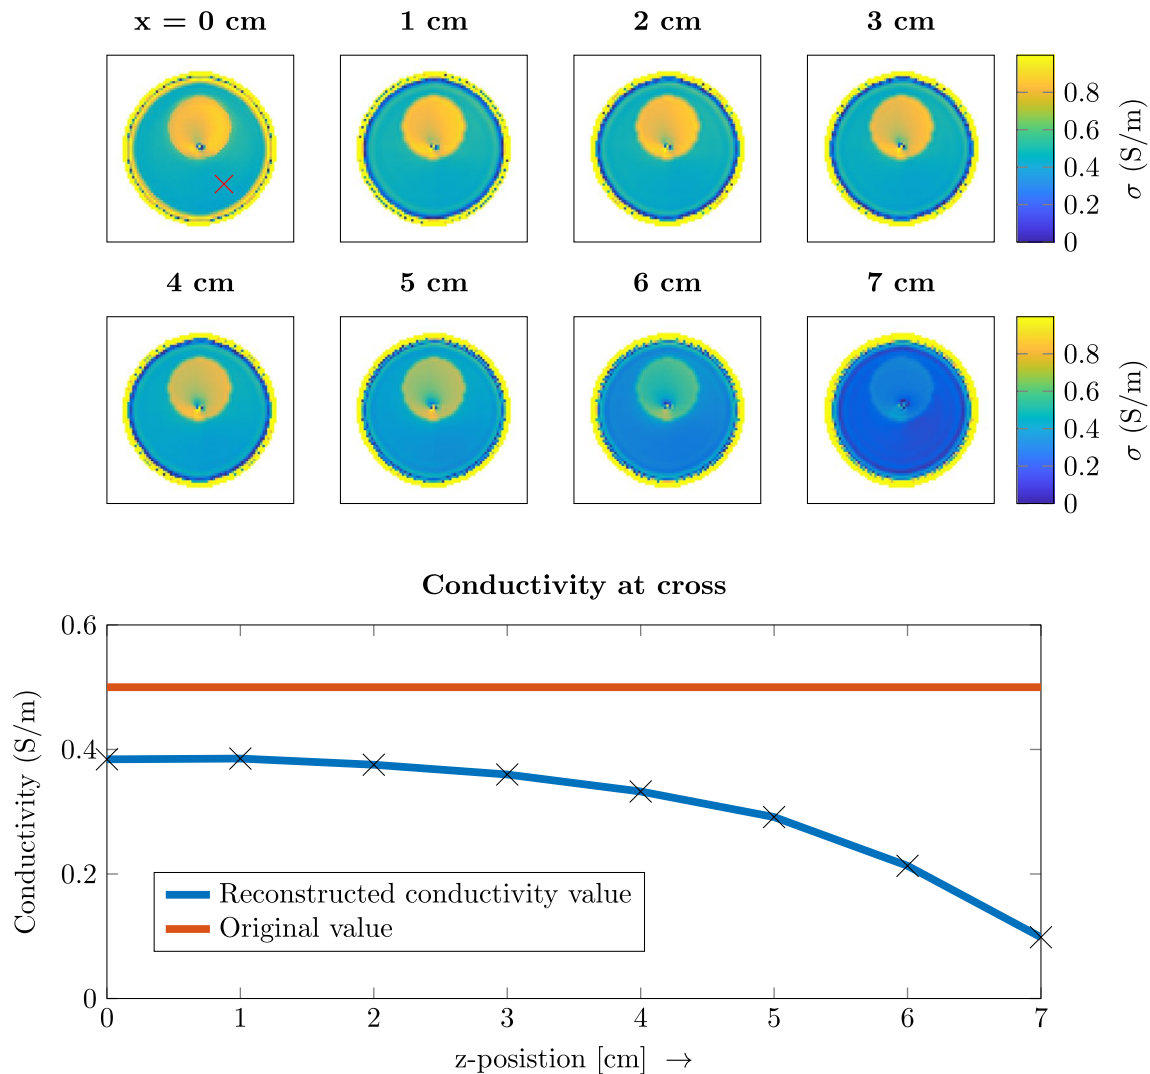 x = 0 cm 1 cm 2 cm 3 cm
0.8
0.6
0.4
0.2
0
σ (S/m)
4 cm 5 cm 6 cm 7 cm
0.8
0.6
0.4
0.2
0
σ (S/m)
Conductivity at cross
0.6
0.4
0.2
0
Conductivity (S/m)
Reconstructed conductivity value
Original value
0 1 2 3 4 5 6 7
z-posistion [cm] →